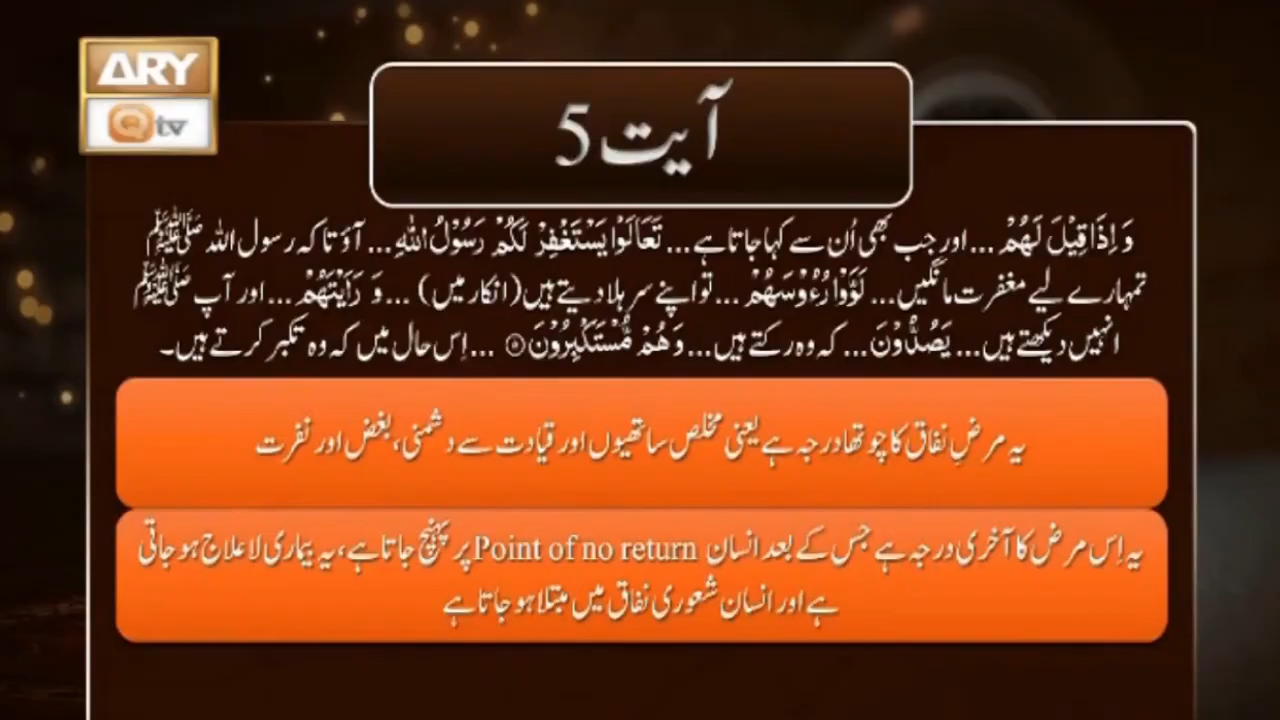 ARY
Qtv
آیت 5
وَ اِذَا قِیْلَ لَهُمْ ... اور جب بھی اُن سے کہا جاتا ہے ... تَعَالَوْا یَسْتَغْفِرْ لَكُمْ رَسُوْلُ اللّٰهِ ... آؤ تا کہ رسول اللہ ﷺ
تمہارے لیے مغفرت مانگیں ... لَوَّوْا رُءُوْسَهُمْ ... تو اپنے سر ہلا دیتے ہیں (انکار میں) ... وَ رَاَیْتَهُمْ ... اور آپ ﷺ
انہیں دیکھتے ہیں ... یَصُدُّوْنَ ... کہ وہ رکتے ہیں ... وَ هُمْ مُّسْتَكْبِرُوْنَ ۝۵ ... اِس حال میں کہ وہ تکبر کرتے ہیں۔
یہ مرضِ نفاق کا چوتھا درجہ ہے یعنی مخلص ساتھیوں اور قیادت سے دشمنی، بغض اور نفرت
یہ اِس مرض کا آخری درجہ ہے جس کے بعد انسان Point of no return پر پہنچ جاتا ہے، یہ بیماری لا علاج ہو جاتی
ہے اور انسان شعوری نفاق میں مبتلا ہو جاتا ہے